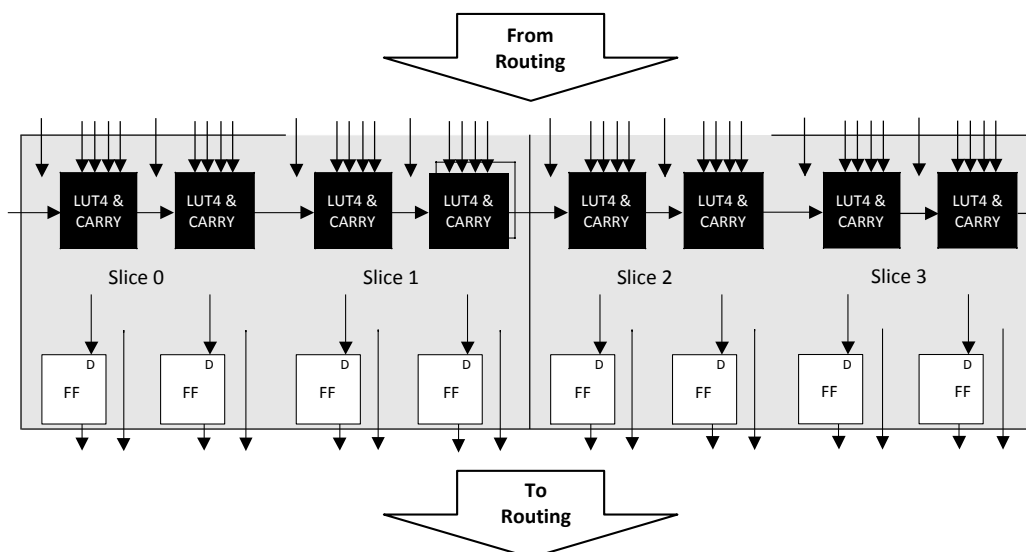 From
Routing
LUT4 &
CARRY
LUT4 &
CARRY
LUT4 &
CARRY
LUT4 &
CARRY
LUT4 &
CARRY
LUT4 &
CARRY
LUT4 &
CARRY
LUT4 &
CARRY
Slice 0
Slice 1
Slice 2
Slice 3
D
FF
D
FF
D
FF
D
FF
D
FF
D
FF
D
FF
D
FF
To
Routing